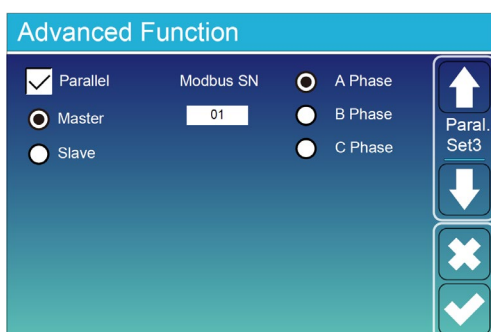 Advanced Function
Parallel Modbus SN A Phase
Master 01 B Phase
Slave C Phase
Paral.
Set3